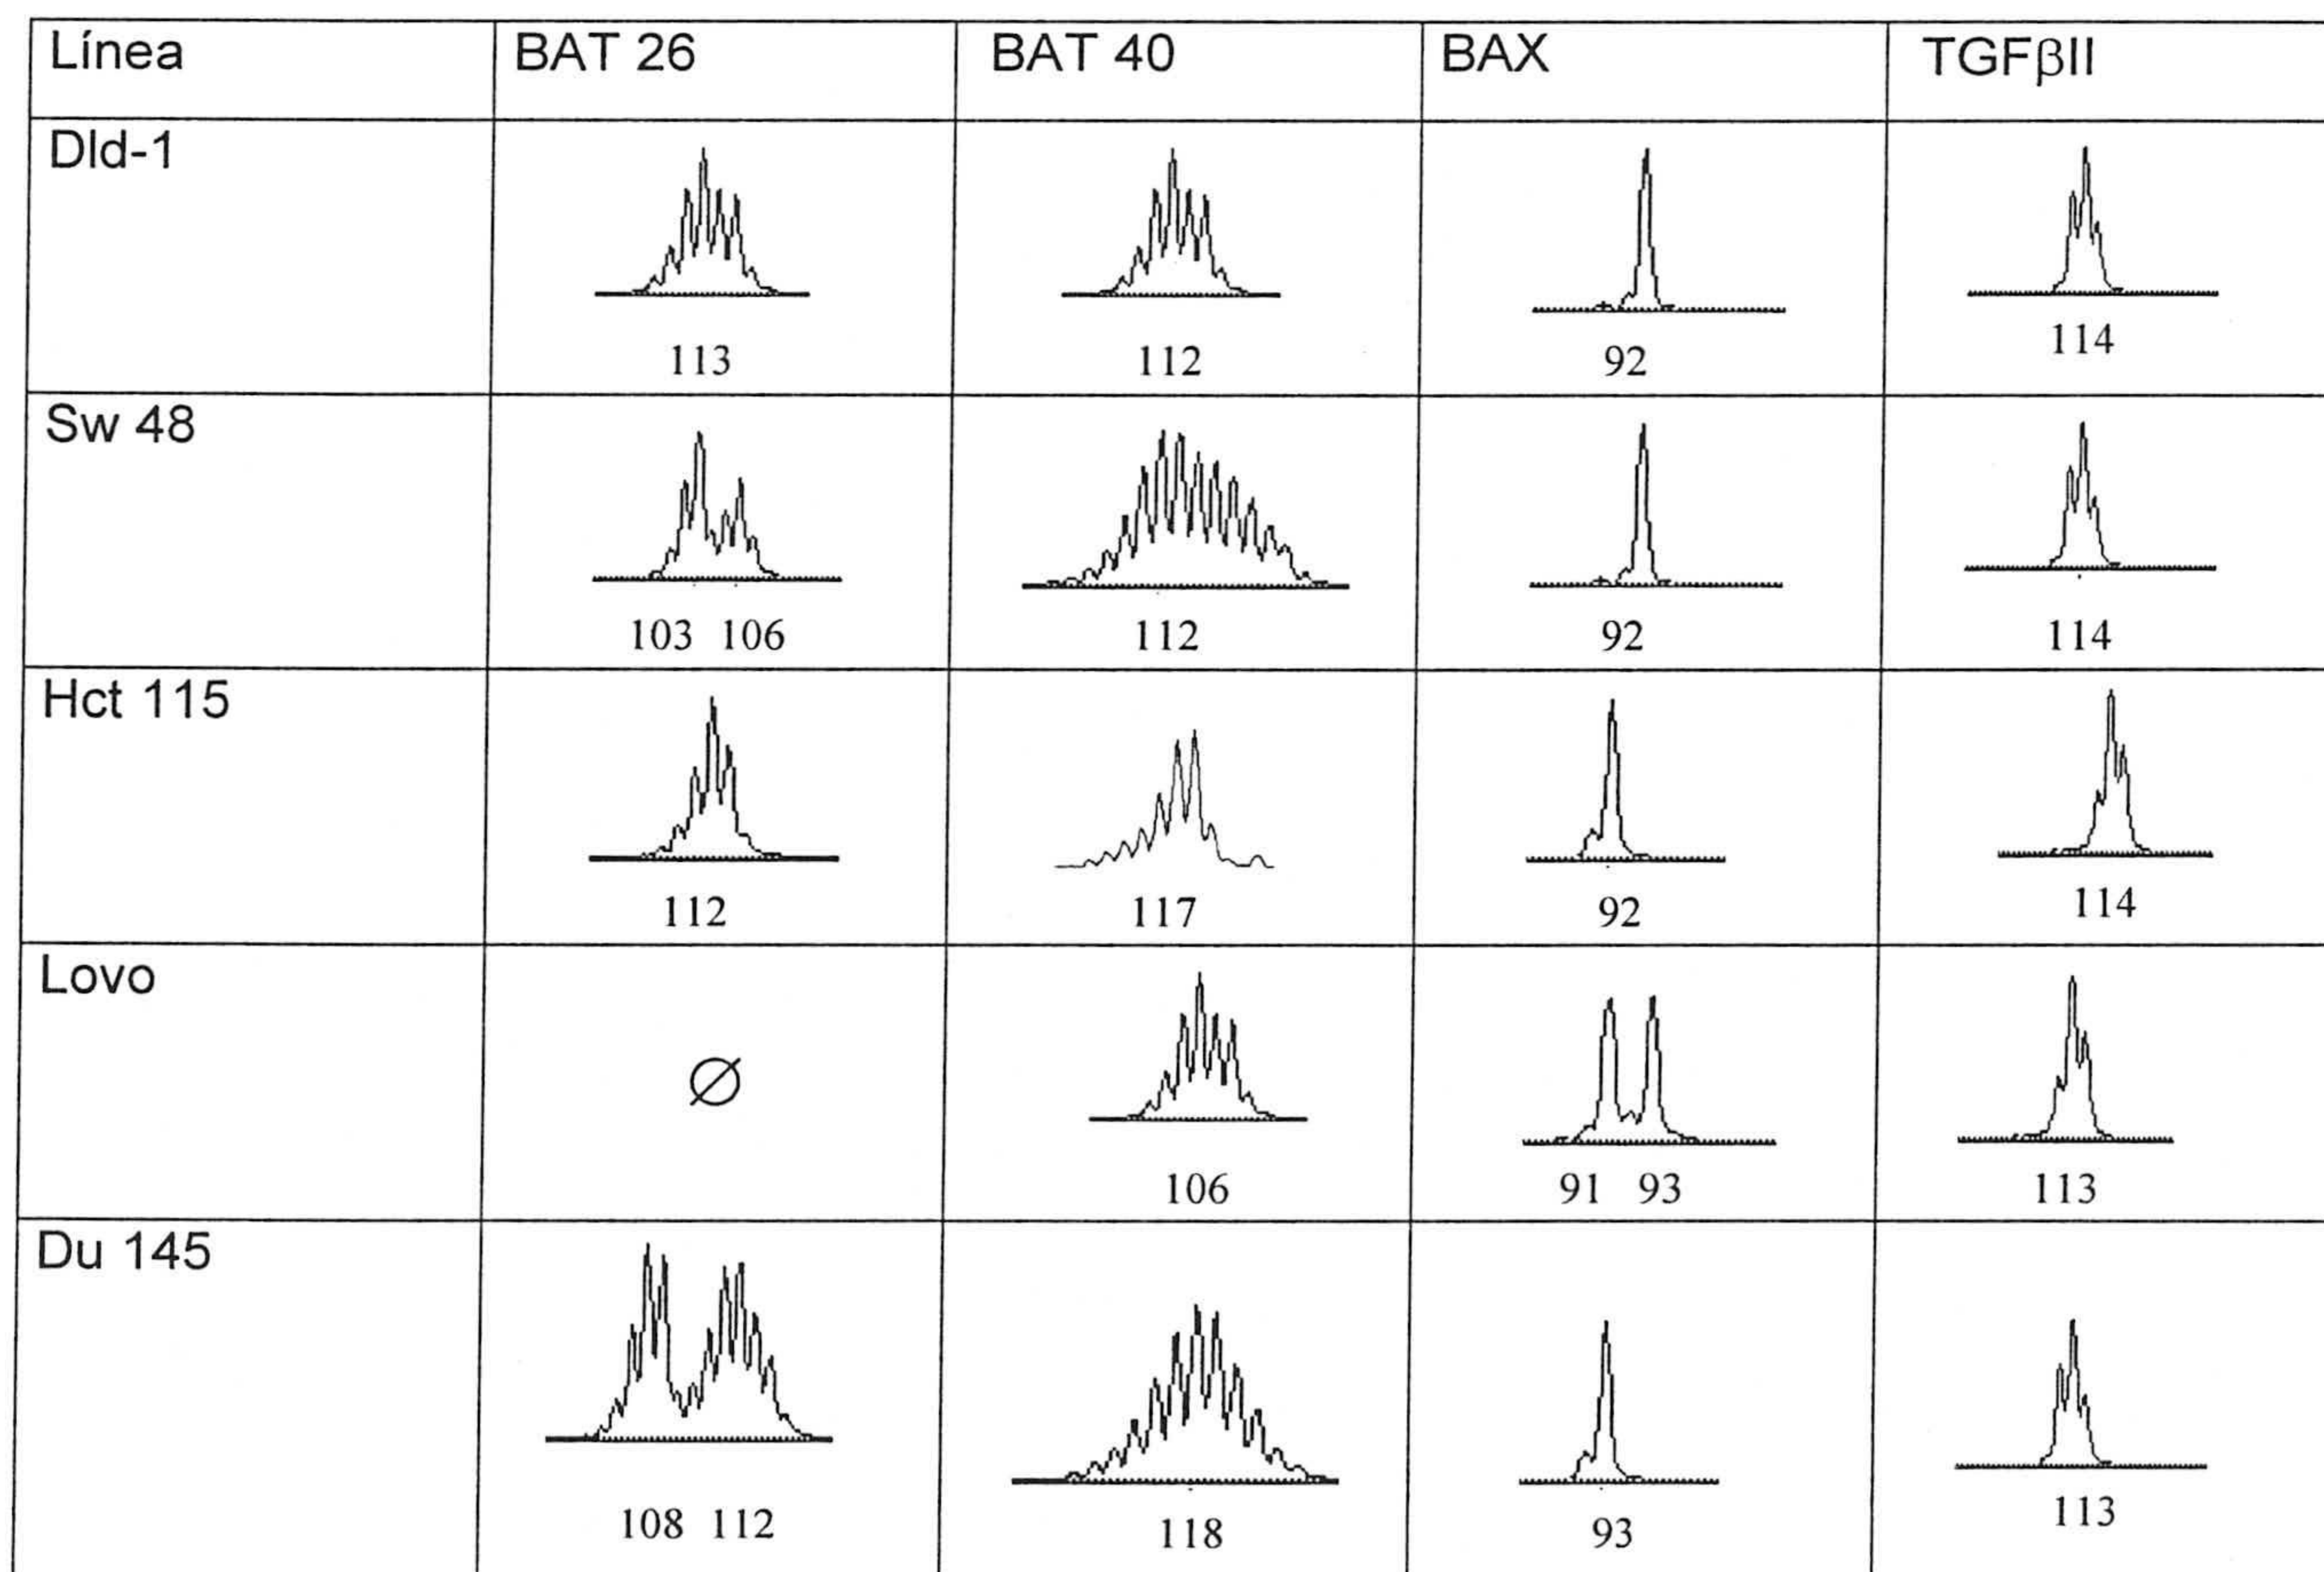 Línea BAT 26 BAT 40 BAX TGFβII
Dld-1
113 112 92 114
Sw 48
103 106 112 92 114
Hct 115
112 117 92 114
Lovo
Ø
106 91 93 113
Du 145
108 112 118 93 113